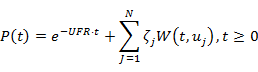 P(t) = e^{-UFR·t} + \sum_{J=1}^{N} ζ_j W(t, u_j), t ≥ 0